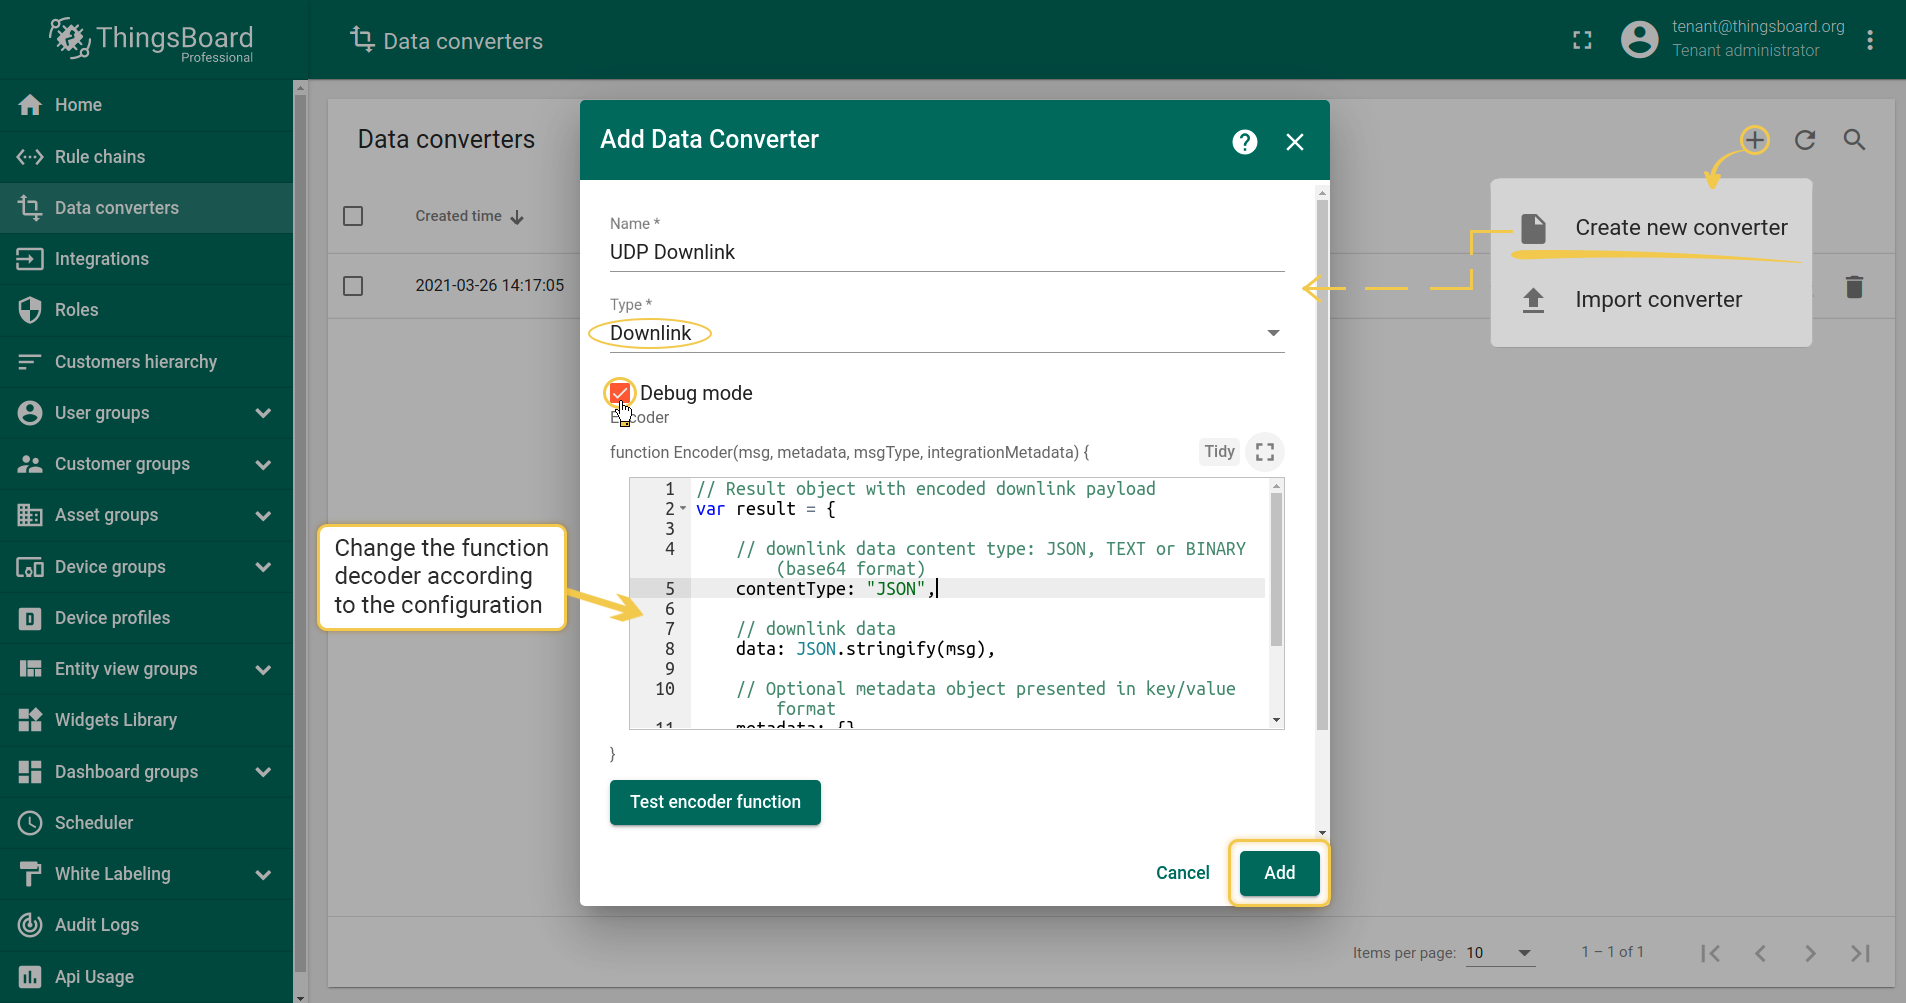 ThingsBoard
Professional
Data converters
tenant@thingsboard.org
Tenant administrator
Home
Rule chains
Data converters
Integrations
Roles
Customers hierarchy
User groups
Customer groups
Asset groups
Device groups
Device profiles
Entity view groups
Widgets Library
Dashboard groups
Scheduler
White Labeling
Audit Logs
Api Usage
Data converters
Created time
2021-03-26 14:17:05
Create new converter
Import converter
Add Data Converter
Name *
UDP Downlink
Type *
Downlink
Debug mode
Encoder
function Encoder(msg, metadata, msgType, integrationMetadata) {
Tidy
1 // Result object with encoded downlink payload
2 var result = {
3
4 // downlink data content type: JSON, TEXT or BINARY
(base64 format)
5 contentType: "JSON",
6
7 // downlink data
8 data: JSON.stringify(msg),
9
10 // Optional metadata object presented in key/value
format
11 metadata: {}
}
Test encoder function
Cancel
Add
Change the function
decoder according
to the configuration
Items per page: 10
1 – 1 of 1